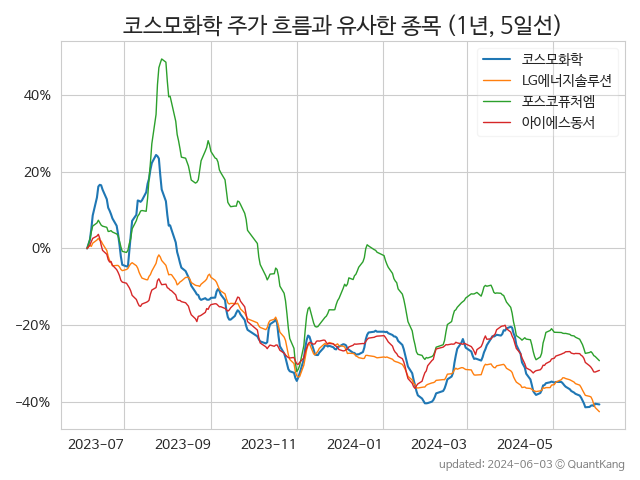 코스모화학 주가 흐름과 유사한 종목 (1년, 5일선)
코스모화학
LG에너지솔루션
포스코퓨처엠
아이에스동서
40%
20%
0%
−20%
−40%
2023−07
2023−09
2023−11
2024−01
2024−03
2024−05
updated: 2024-06-03 © QuantKang